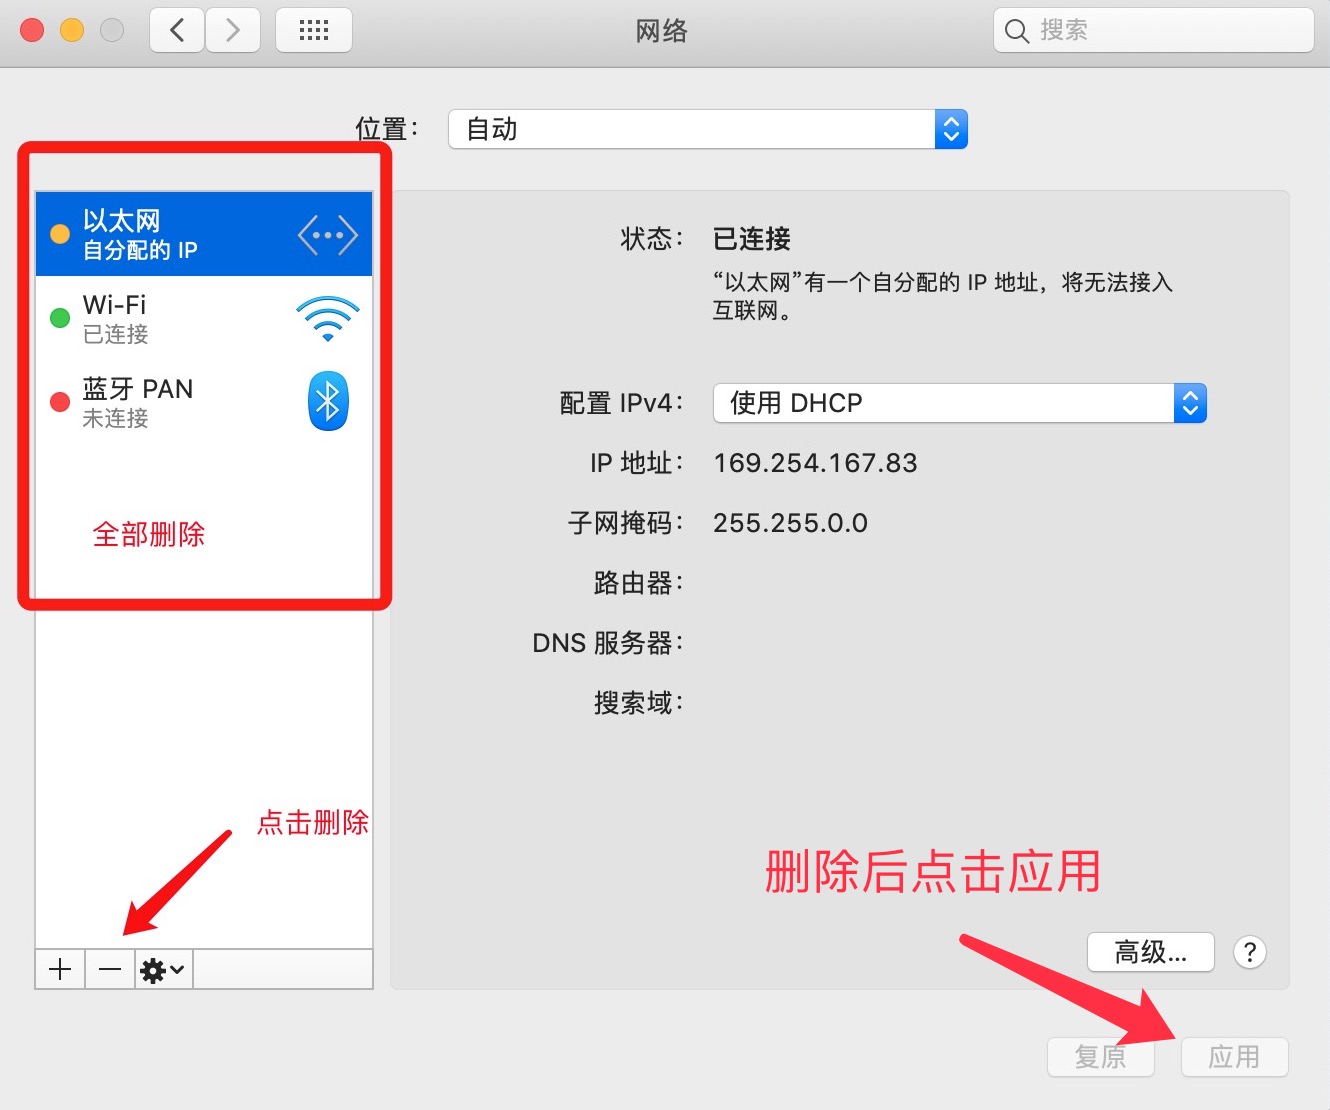 网络
搜索
位置：
自动
以太网
自分配的 IP
Wi-Fi
已连接
蓝牙 PAN
未连接
全部删除
点击删除
状态：
已连接
“以太网”有一个自分配的 IP 地址，将无法接入
互联网。
配置 IPv4：
使用 DHCP
IP 地址：
169.254.167.83
子网掩码：
255.255.0.0
路由器：
DNS 服务器：
搜索域：
删除后点击应用
高级...
?
复原
应用